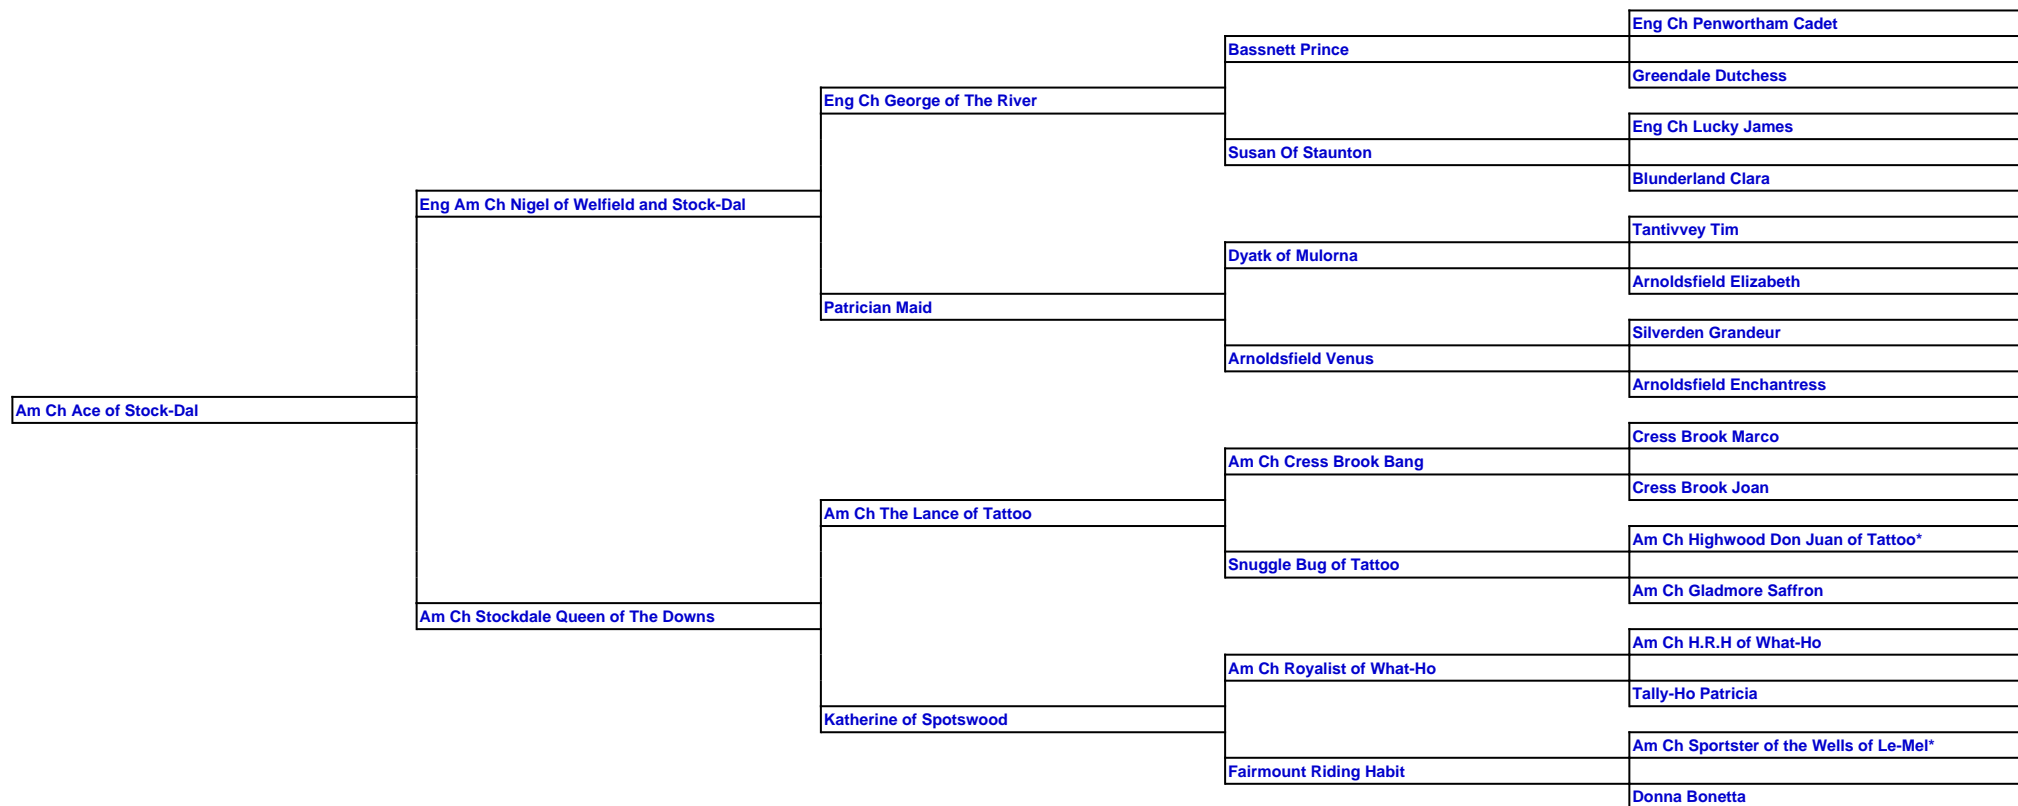 Eng Ch Penwortham Cadet
Bassnett Prince
Greendale Dutchess
Eng Ch George of The River
Eng Ch Lucky James
Susan Of Staunton
Blunderland Clara
Eng Am Ch Nigel of Welfield and Stock-Dal
Tantivvey Tim
Dyatk of Mulorna
Arnoldsfield Elizabeth
Patrician Maid
Silverden Grandeur
Arnoldsfield Venus
Arnoldsfield Enchantress
Am Ch Ace of Stock-Dal
Cress Brook Marco
Am Ch Cress Brook Bang
Cress Brook Joan
Am Ch The Lance of Tattoo
Am Ch Highwood Don Juan of Tattoo*
Snuggle Bug of Tattoo
Am Ch Gladmore Saffron
Am Ch Stockdale Queen of The Downs
Am Ch H.R.H of What-Ho
Am Ch Royalist of What-Ho
Tally-Ho Patricia
Katherine of Spotswood
Am Ch Sportster of the Wells of Le-Mel*
Fairmount Riding Habit
Donna Bonetta